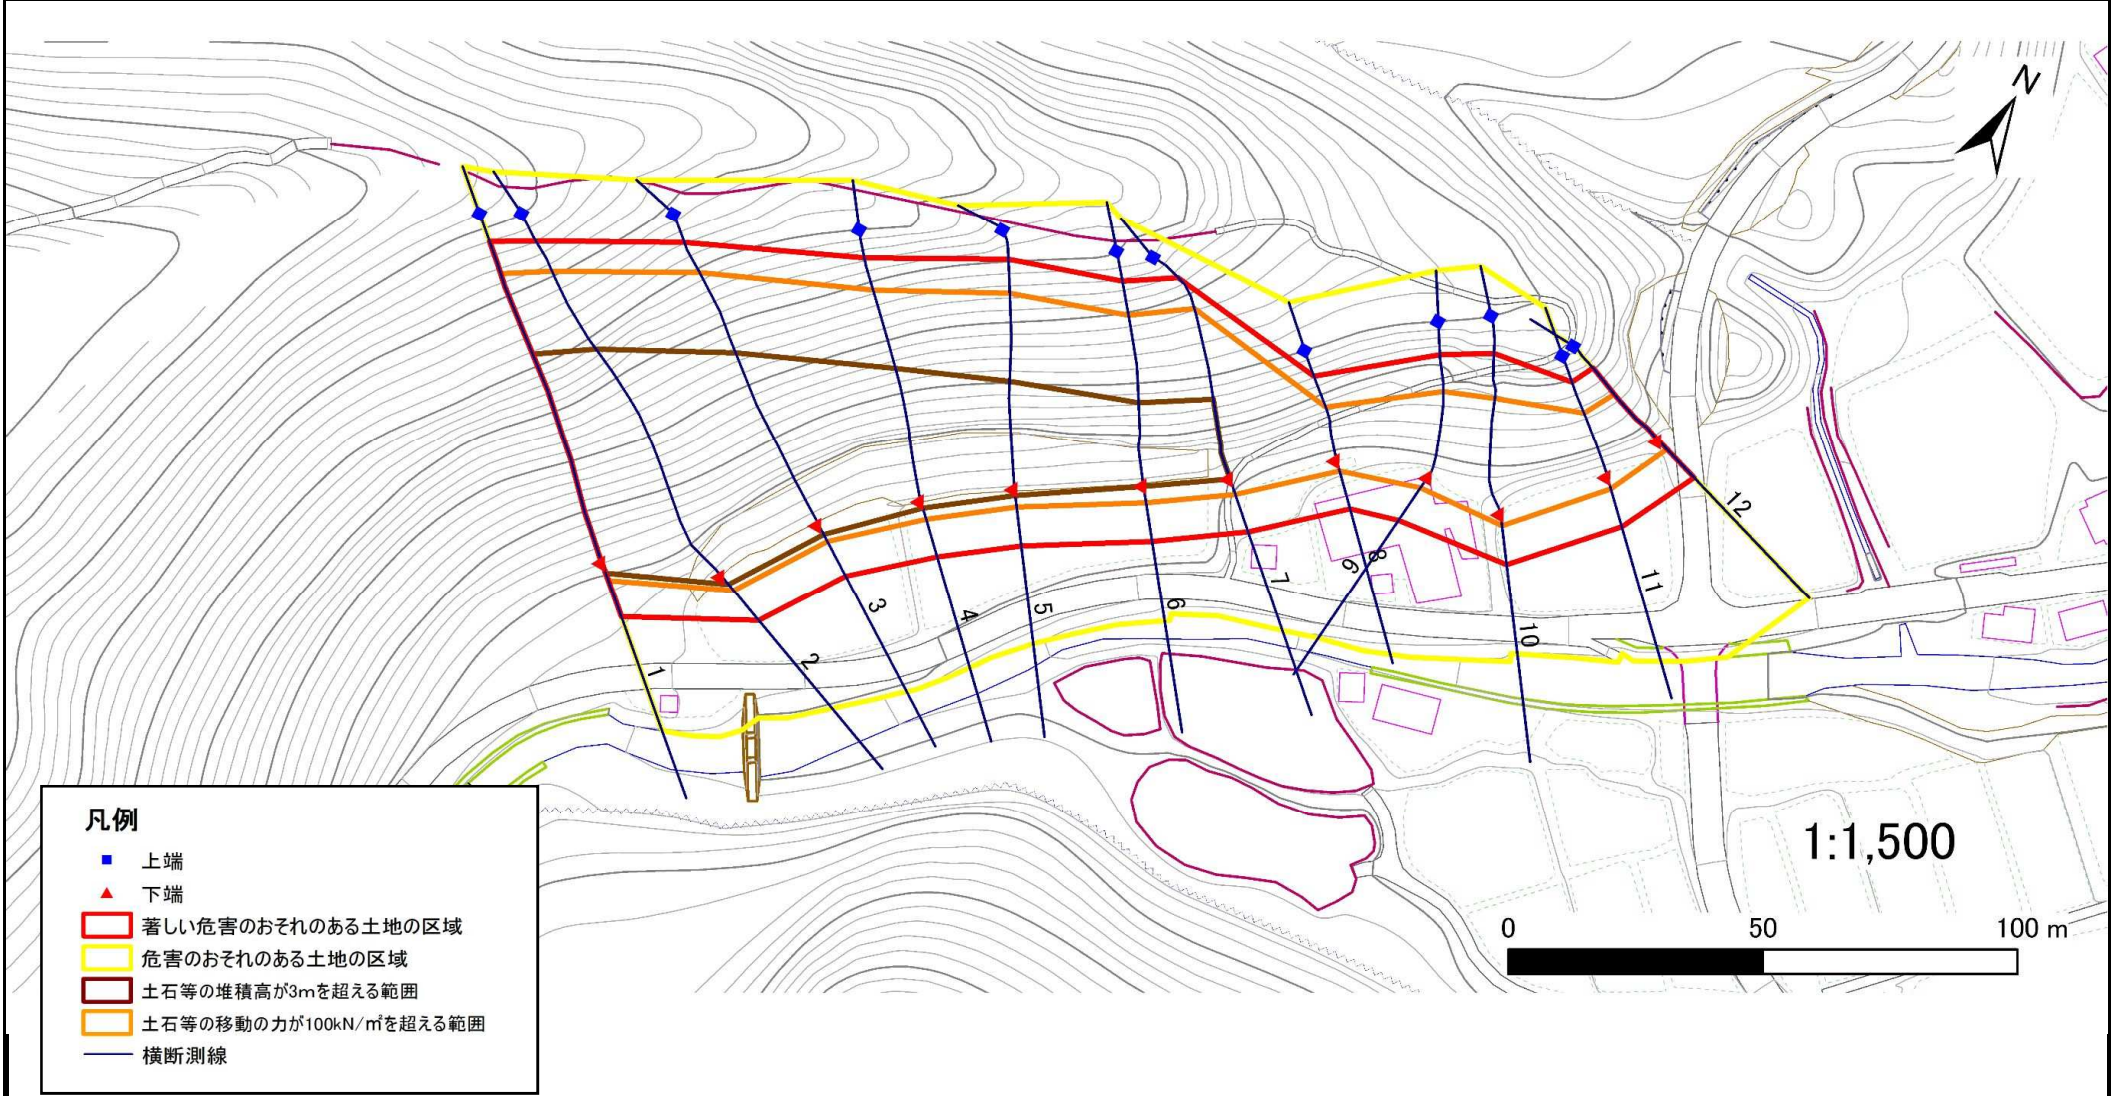 N
1
2
3
4
5
6
7
8
9
10
11
12
凡例
上端
下端
著しい危害のおそれのある土地の区域
危害のおそれのある土地の区域
土石等の堆積高が3mを超える範囲
土石等の移動の力が100kN/㎡を超える範囲
横断測線
1:1,500
0 50 100 m